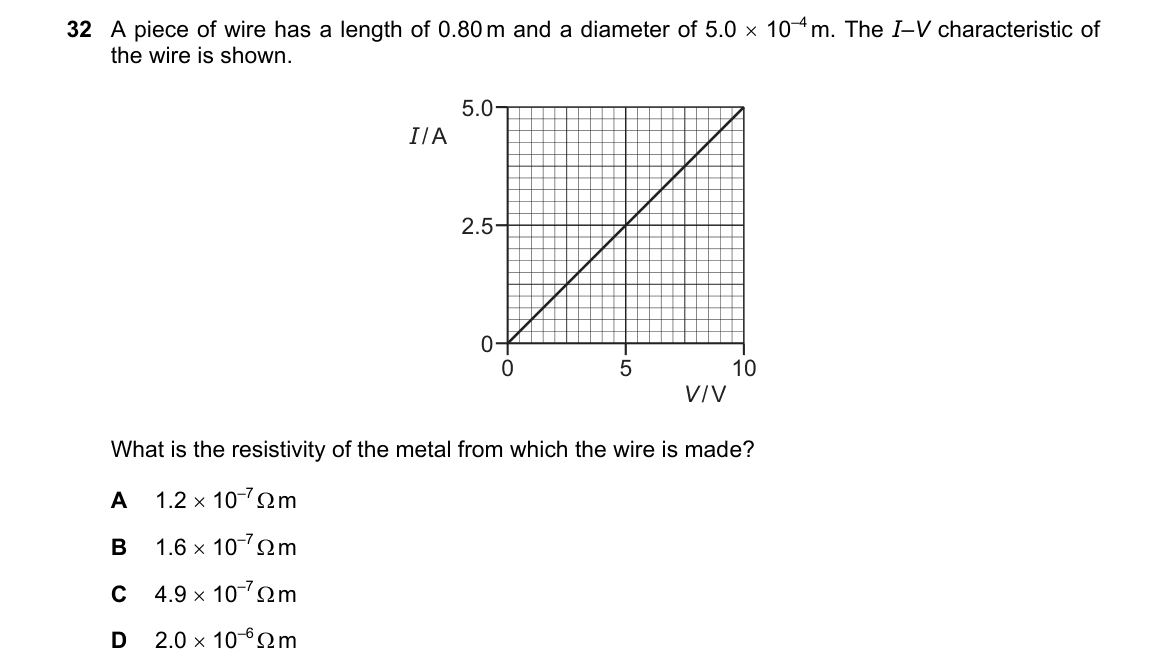 32 A piece of wire has a length of 0.80 m and a diameter of 5.0 × 10⁻⁴ m. The I–V characteristic of
the wire is shown.
5.0
I / A
2.5
0
0 5 10
V / V
What is the resistivity of the metal from which the wire is made?
A 1.2 × 10⁻⁷ Ω m
B 1.6 × 10⁻⁷ Ω m
C 4.9 × 10⁻⁷ Ω m
D 2.0 × 10⁻⁶ Ω m